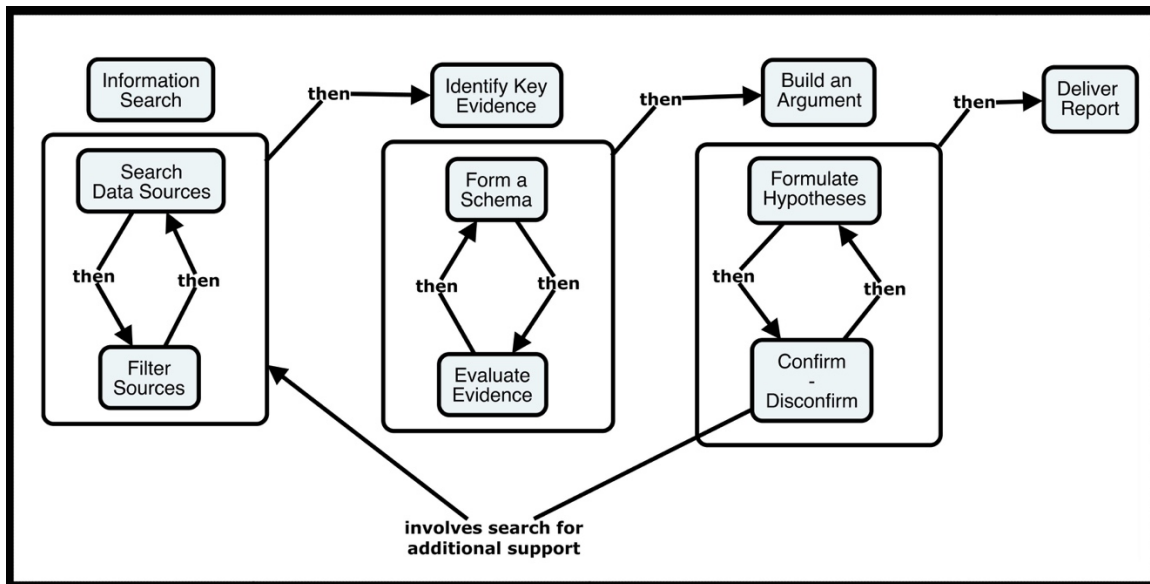 Information
Search
then
Identify Key
Evidence
then
Build an
Argument
then
Deliver
Report
Search
Data Sources
then
then
Filter
Sources
Form a
Schema
then
then
Evaluate
Evidence
Formulate
Hypotheses
then
then
Confirm
-
Disconfirm
involves search for
additional support